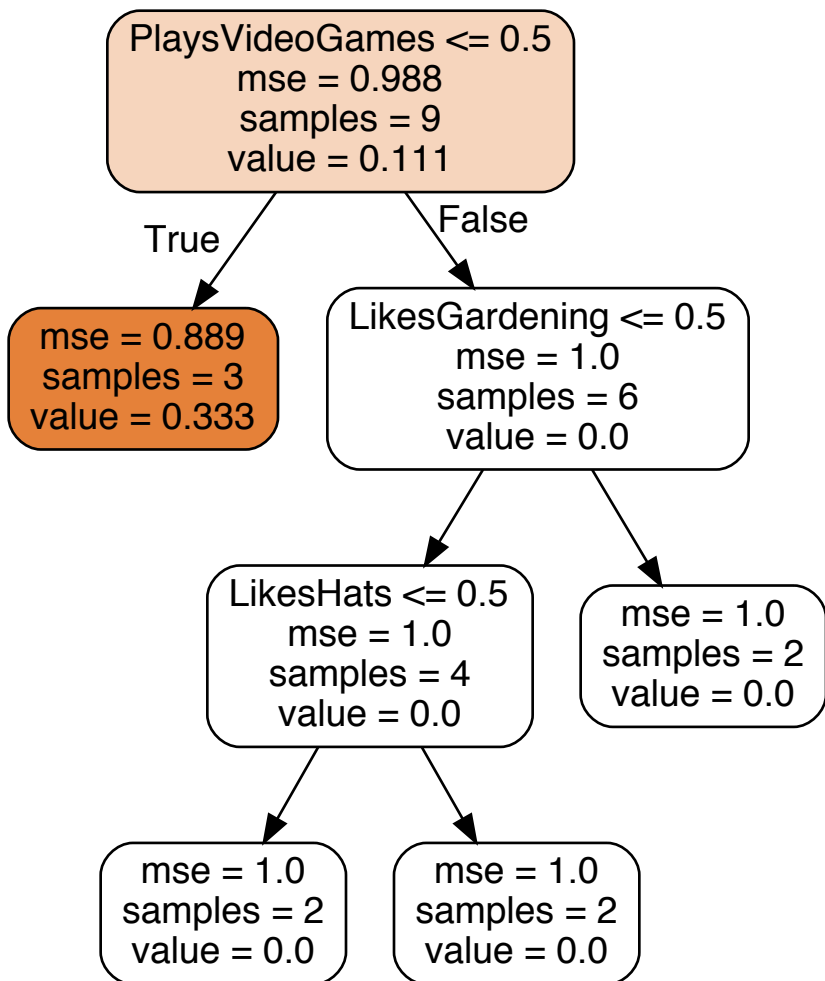 PlaysVideoGames <= 0.5
mse = 0.988
samples = 9
value = 0.111
True
False
mse = 0.889
samples = 3
value = 0.333
LikesGardening <= 0.5
mse = 1.0
samples = 6
value = 0.0
LikesHats <= 0.5
mse = 1.0
samples = 4
value = 0.0
mse = 1.0
samples = 2
value = 0.0
mse = 1.0
samples = 2
value = 0.0
mse = 1.0
samples = 2
value = 0.0